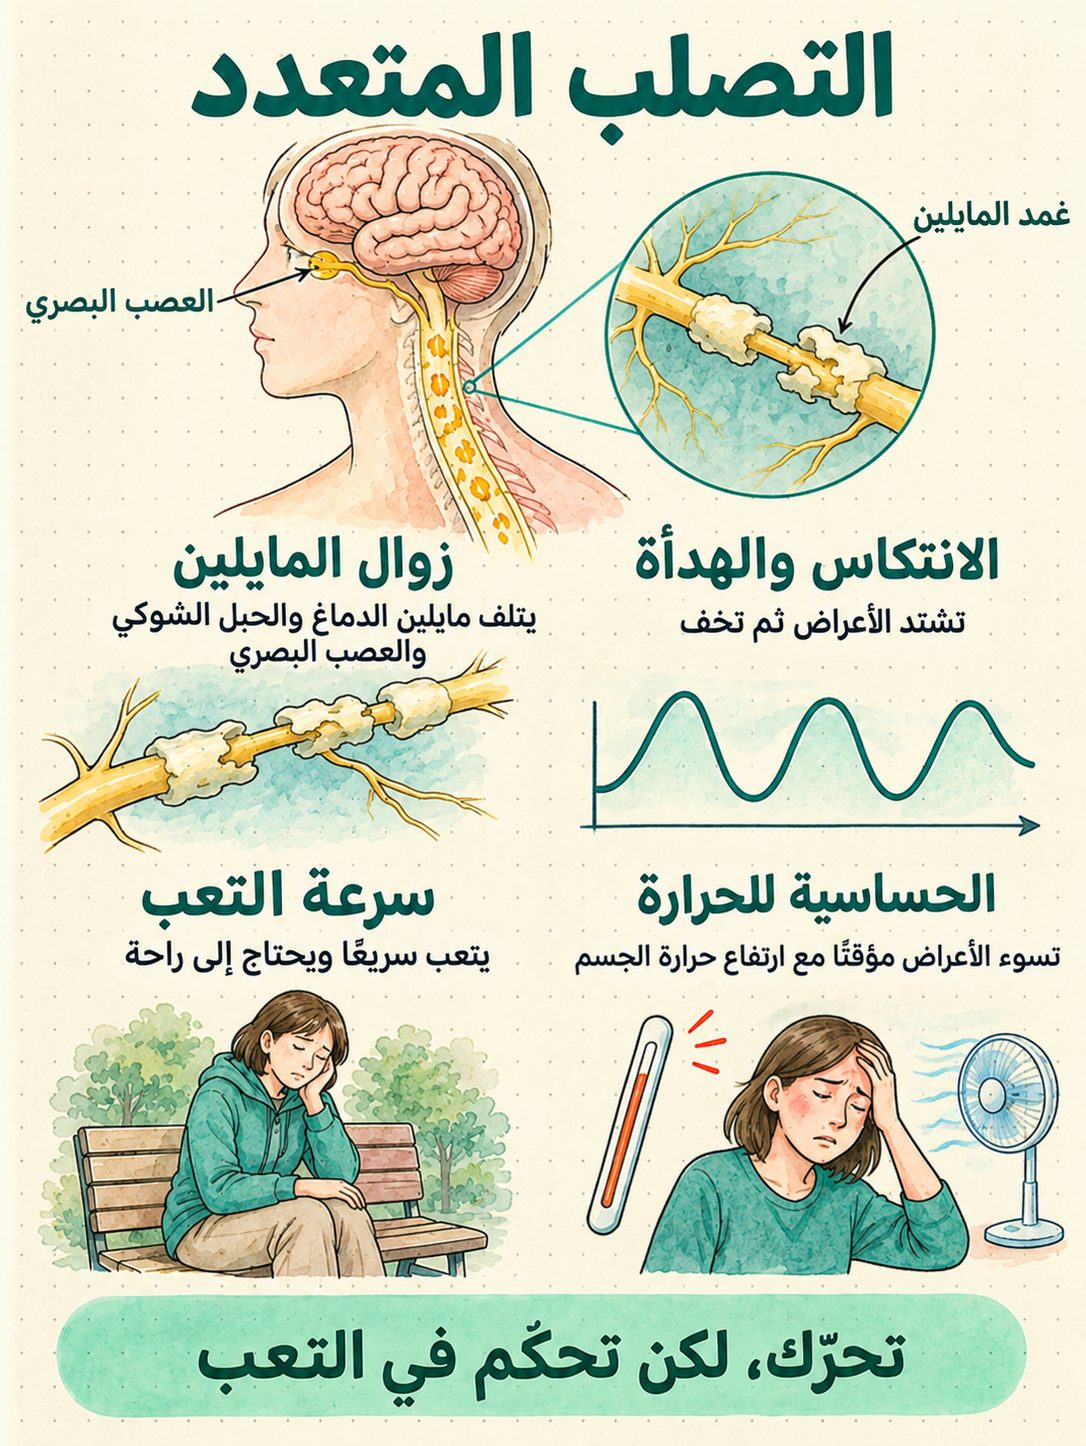 التصلب المتعدد
غمد المايلين
العصب البصري
الانتكاس والهدأة
تشتد الأعراض ثم تخف
زوال المايلين
يتلف مايلين الدماغ والحبل الشوكي
والعصب البصري
الحساسية للحرارة
تسوء الأعراض مؤقتًا مع ارتفاع حرارة الجسم
سرعة التعب
يتعب سريعًا ويحتاج إلى راحة
تحرّك، لكن تحكّم في التعب